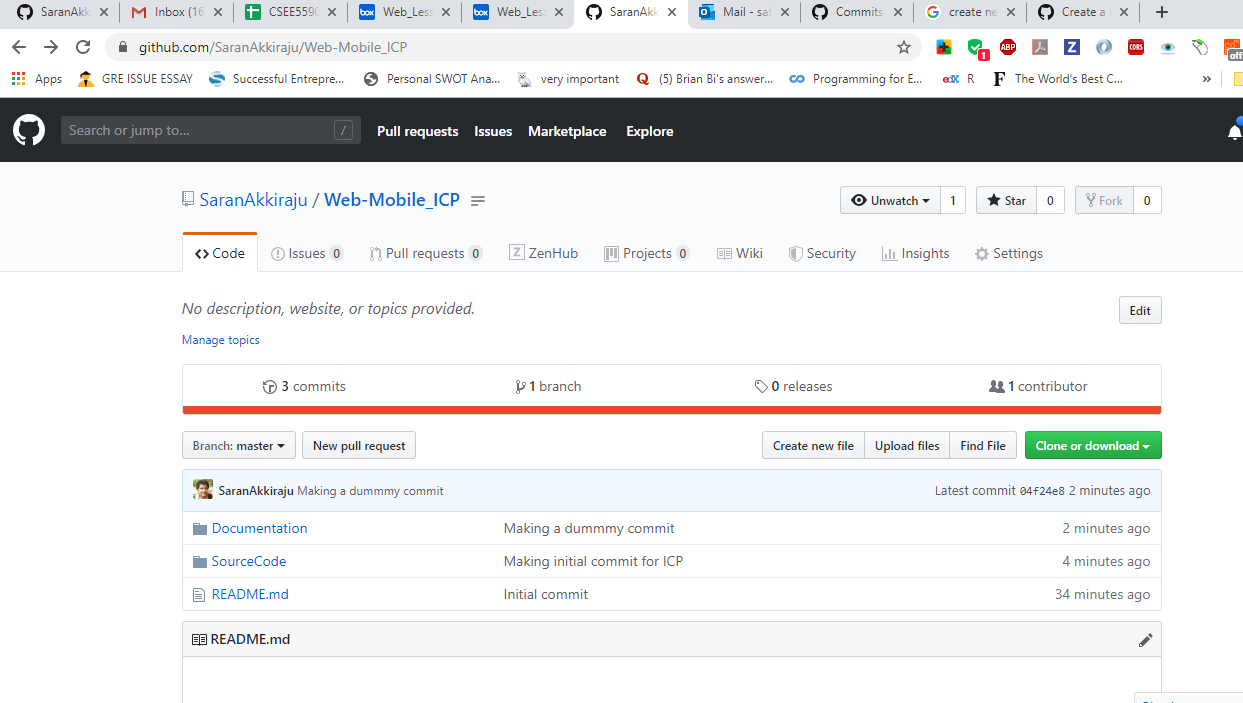 SaranAkk Inbox (16 CSEE5590 Web_Less Web_Less SaranAkk Mail - sa Commits create ne Create a
github.com/SaranAkkiraju/Web-Mobile_ICP 1 ABP Z CORS off
Apps GRE ISSUE ESSAY Successful Entrepre... Personal SWOT Ana... very important Q (5) Brian Bi's answer... Programming for E... edX R F The World's Best C... »
Search or jump to... / Pull requests Issues Marketplace Explore
SaranAkkiraju / Web-Mobile_ICP Unwatch 1 Star 0 Fork 0
Code Issues 0 Pull requests 0 Z ZenHub Projects 0 Wiki Security Insights Settings
No description, website, or topics provided. Edit
Manage topics
3 commits 1 branch 0 releases 1 contributor
Branch: master New pull request Create new file Upload files Find File Clone or download
SaranAkkiraju Making a dummmy commit Latest commit 04f24e8 2 minutes ago
Documentation Making a dummmy commit 2 minutes ago
SourceCode Making initial commit for ICP 4 minutes ago
README.md Initial commit 34 minutes ago
README.md